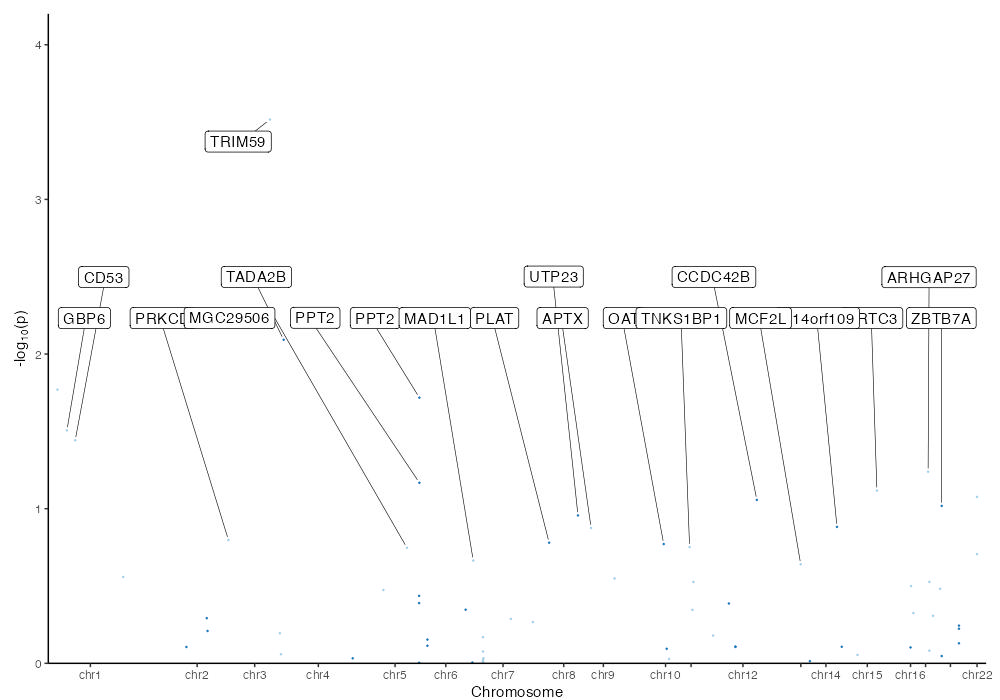 4
TRIM59
3
CD53 TADA2B UTP23 CCDC42B ARHGAP27
GBP6 MGC29506 PPT2 PPT2 MAD1L1 PLAT APTX TNKS1BP1 MCF2L 14orf109 RTC3 ZBTB7A
-log10(p)
2
1
0
chr1 chr2 chr3 chr4 chr5 chr6 chr7 chr8 chr9 chr10 chr12 chr14 chr15 chr16 chr22
Chromosome